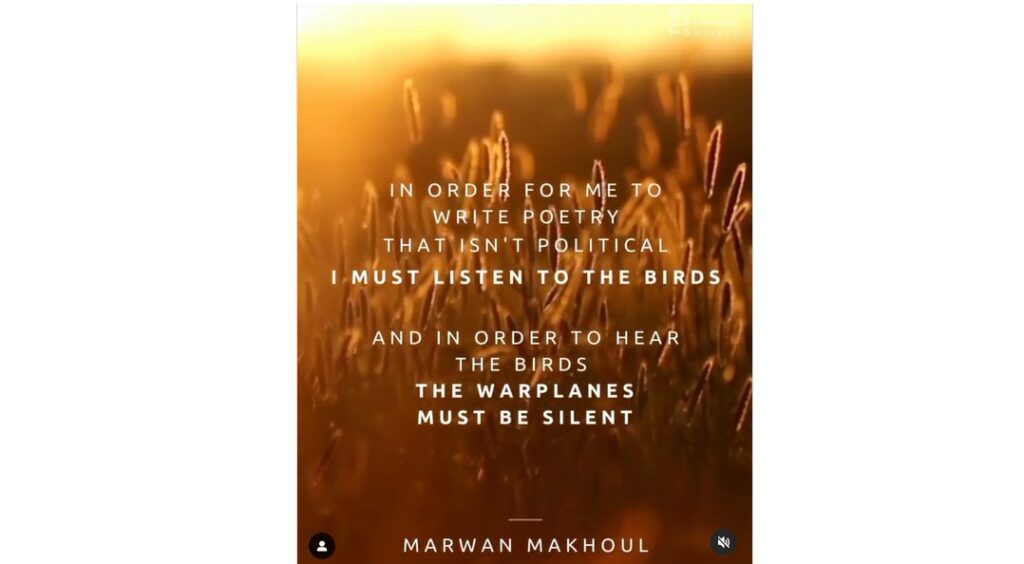 Society
IN ORDER FOR ME TO
WRITE POETRY
THAT ISN'T POLITICAL
I MUST LISTEN TO THE BIRDS
AND IN ORDER TO HEAR
THE BIRDS
THE WARPLANES
MUST BE SILENT
MARWAN MAKHOUL